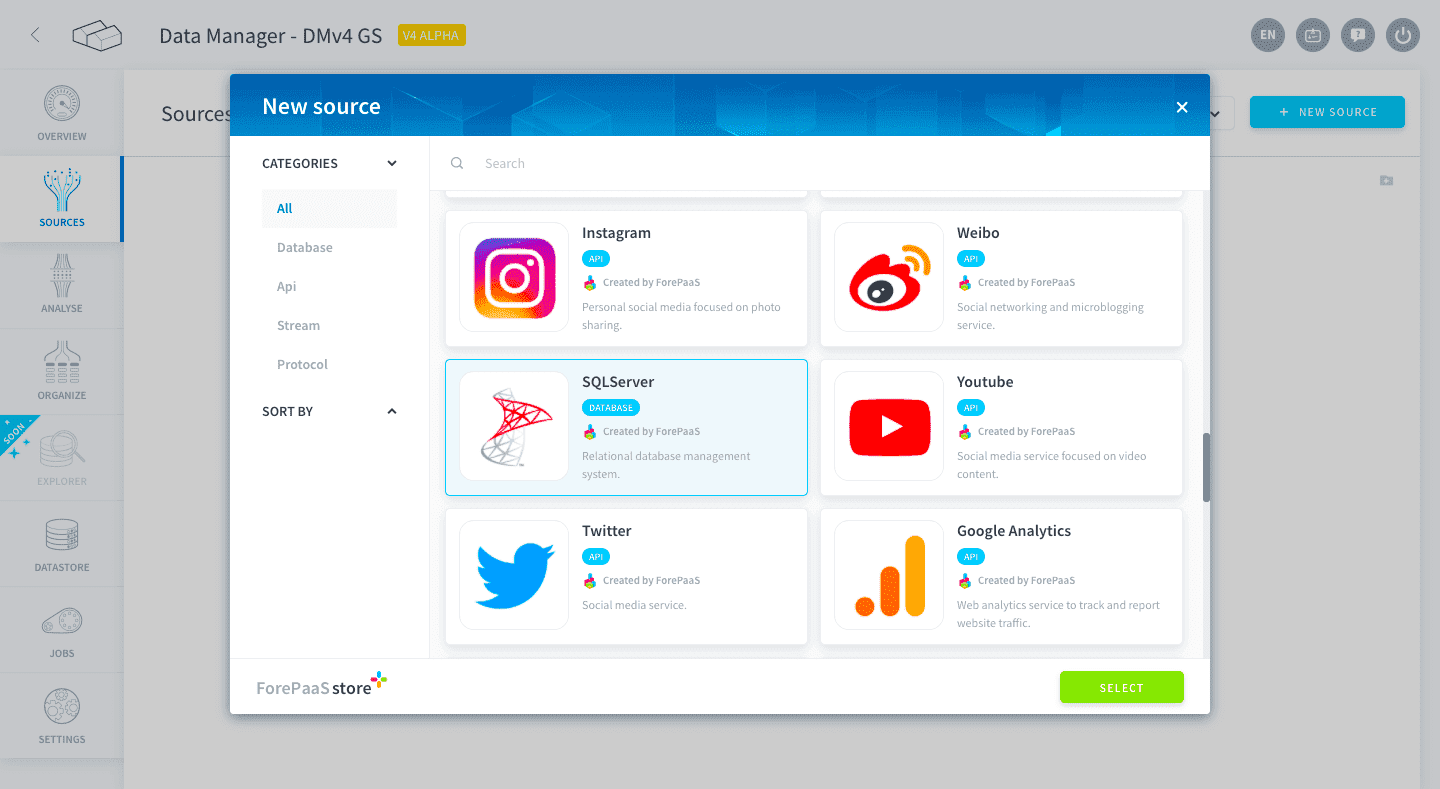 Data Manager - DMv4 GS
V4 ALPHA
EN
OVERVIEW
SOURCES
ANALYSE
ORGANIZE
SOON
EXPLORER
DATASTORE
JOBS
SETTINGS
Sources
+ NEW SOURCE
New source
CATEGORIES
All
Database
Api
Stream
Protocol
SORT BY
Search
Instagram
API
Created by ForePaaS
Personal social media focused on photo
sharing.
Weibo
API
Created by ForePaaS
Social networking and microblogging
service.
SQLServer
DATABASE
Created by ForePaaS
Relational database management
system.
Youtube
API
Created by ForePaaS
Social media service focused on video
content.
Twitter
API
Created by ForePaaS
Social media service.
Google Analytics
API
Created by ForePaaS
Web analytics service to track and report
website traffic.
ForePaaS store
SELECT